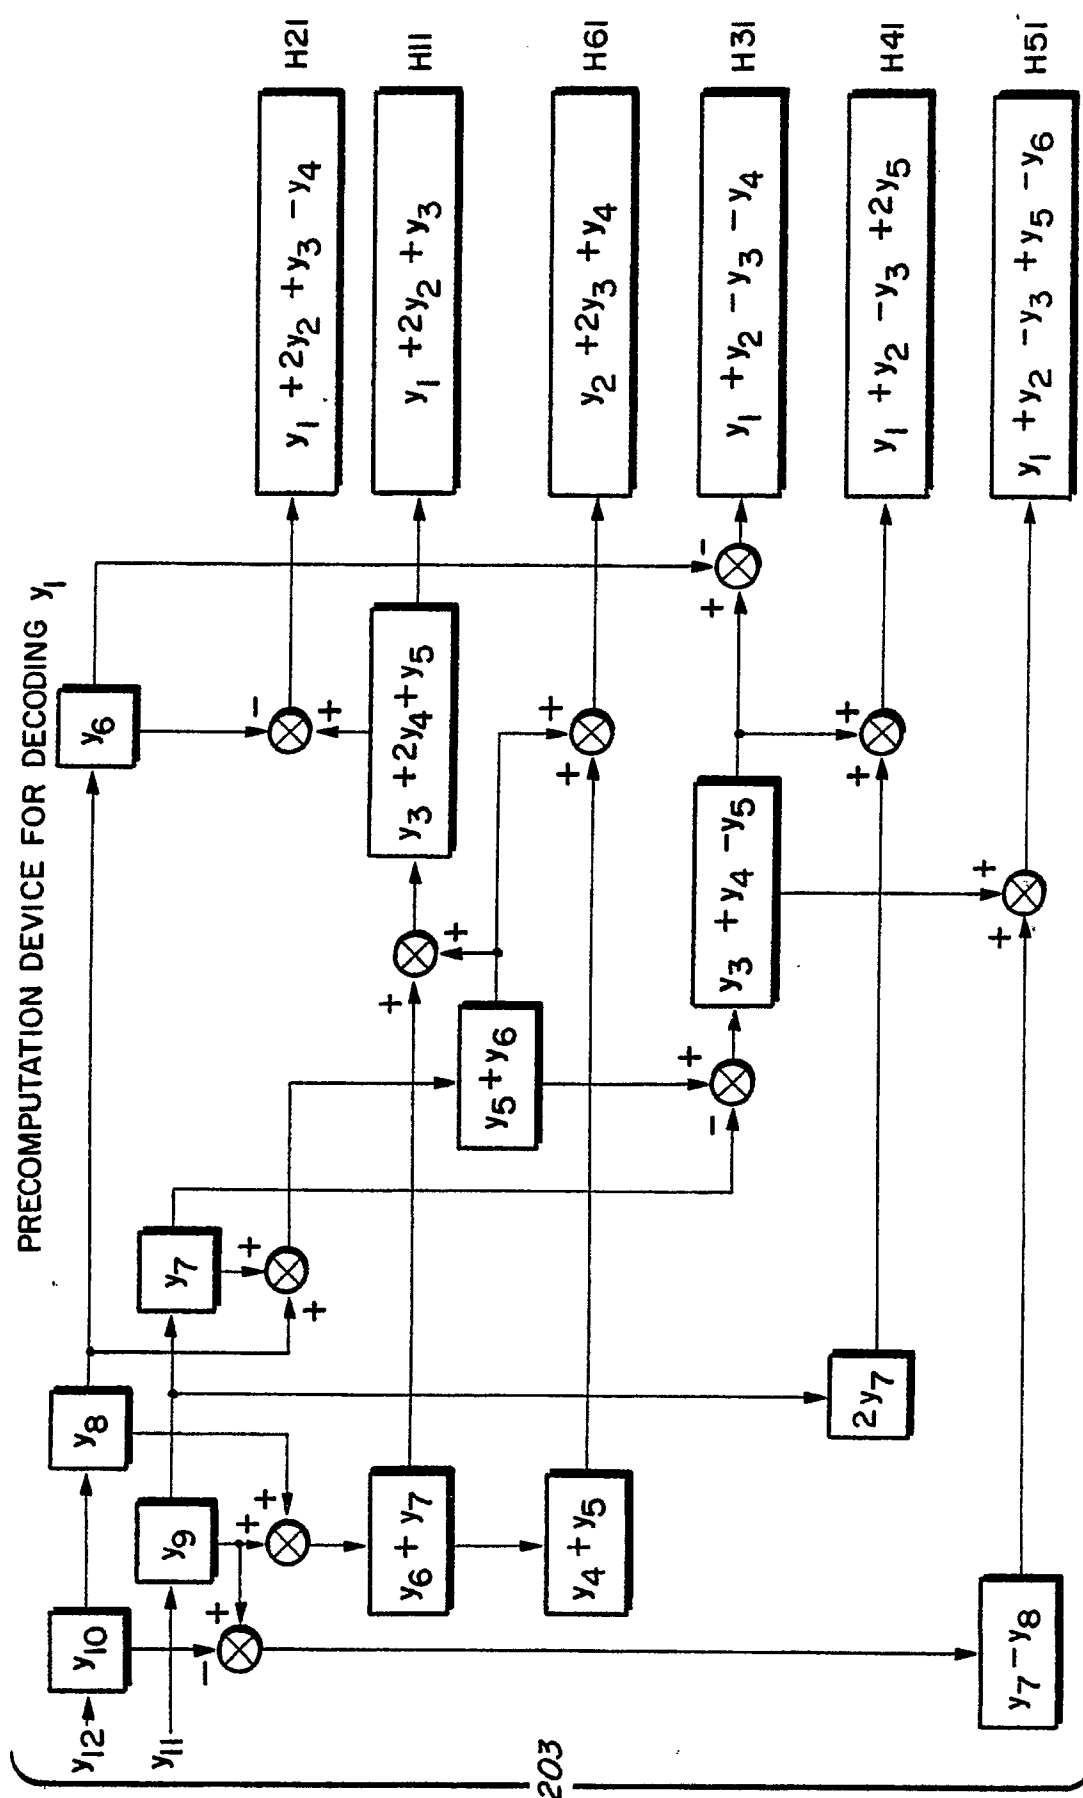 PRECOMPUTATION DEVICE FOR DECODING y1
y12
y10
y8
y6
y11
y9
y7
y6 + y7
y5 + y6
y3 + 2y4 + y5
y4 + y5
y3 + y4 - y5
2y7
y7 - y8
y1 + 2y2 + y3 - y4
H21
y1 + 2y2 + y3
H11
y2 + 2y3 + y4
H61
y1 + y2 - y3 - y4
H31
y1 + y2 - y3 + 2y5
H41
y1 + y2 - y3 + y5 - y6
H51
- +
+ +
+ +
+ +
- +
- +
+ +
- +
+ +
+ +
203